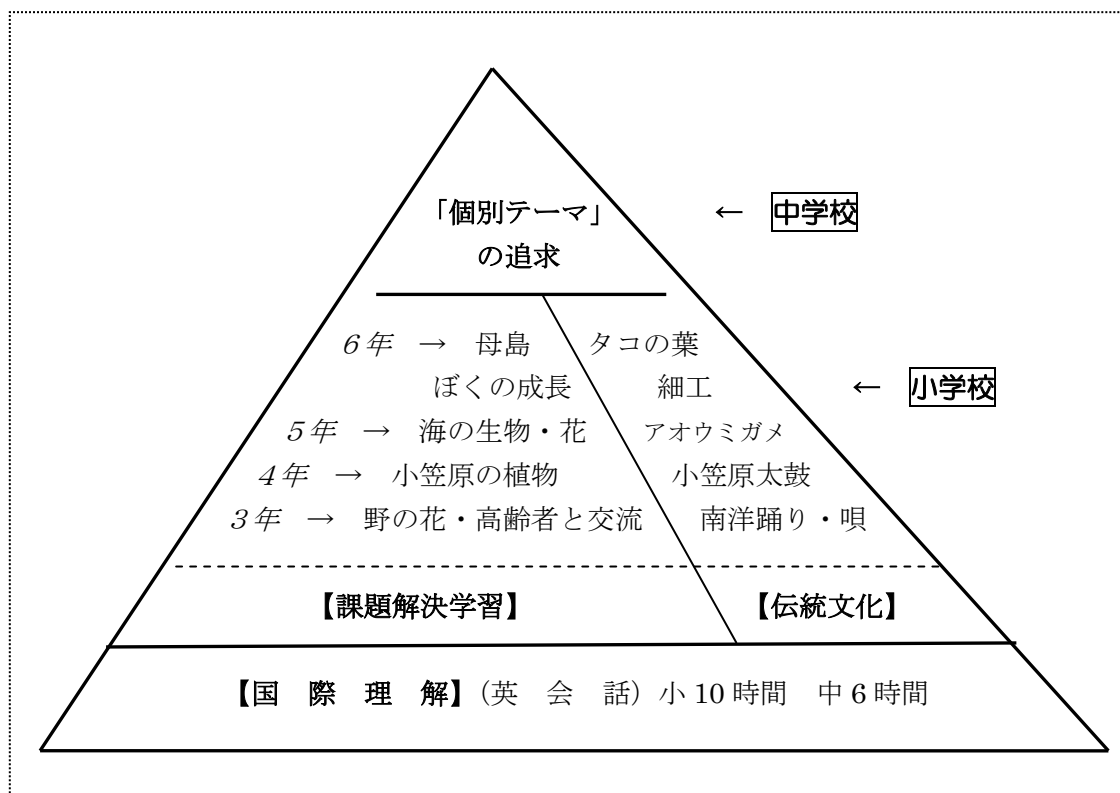 「個別テーマ」
の追求
← 中学校
6年 → 母島 タコの葉
ぼくの成長 細工
← 小学校
5年 → 海の生物・花 アオウミガメ
4年 → 小笠原の植物 小笠原太鼓
3年 → 野の花・高齢者と交流 南洋踊り・唄
【課題解決学習】 【伝統文化】
【国 際 理 解】(英 会 話) 小 10 時間 中 6 時間